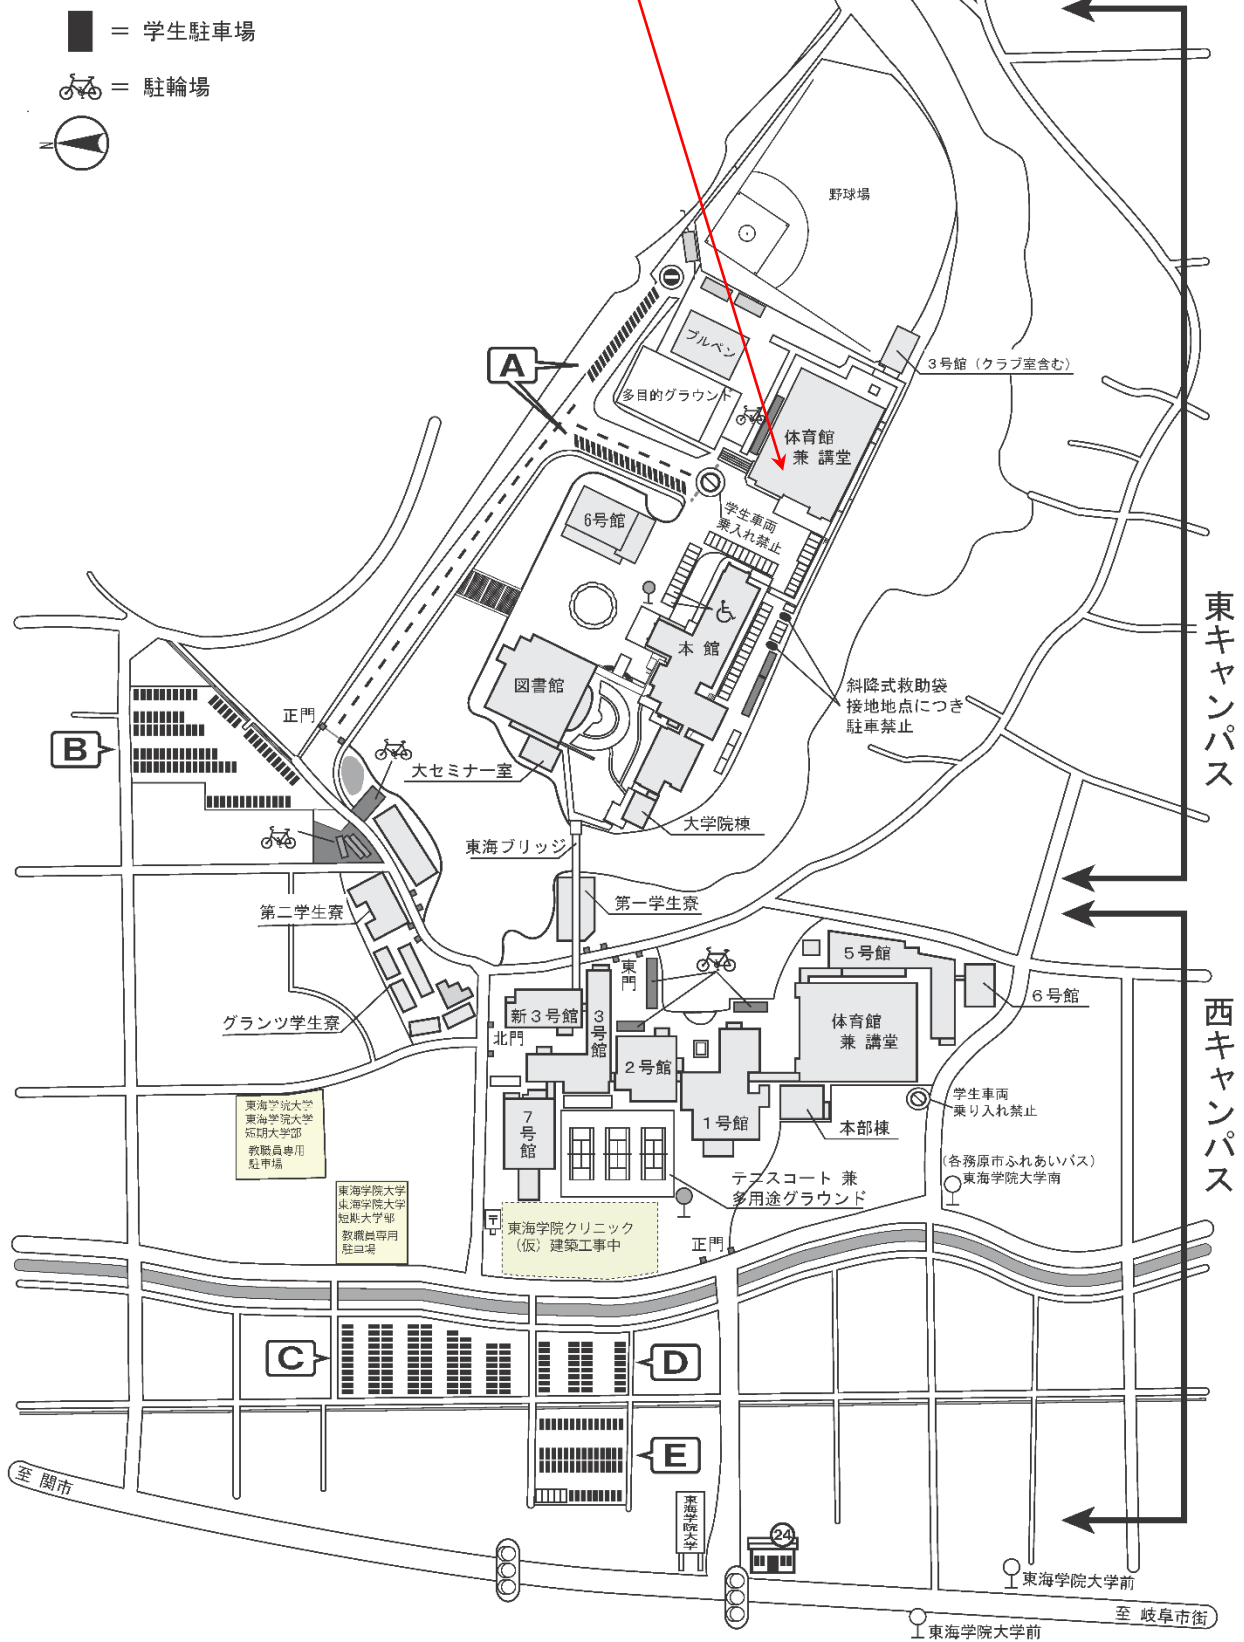 = 学生駐車場
= 駐輪場
N
野球場
ブルペン
3号館（クラブ室含む）
A
多目的グラウンド
体育館
兼 講堂
学生車両
乗入れ禁止
6号館
東キャンパス
本 館
図書館
斜降式救助袋
接地地点につき
駐車禁止
正門
B
大セミナー室
大学院棟
東海ブリッジ
第二学生寮
第一学生寮
東門
5号館
6号館
グランツ学生寮
新3号館
3号館
北門
体育館
兼 講堂
2号館
西キャンパス
東海学院大学
東海学院大学
短期大学部
教職員専用
駐車場
7号館
1号館
本部棟
学生車両
乗り入れ禁止
（各務原市ふれあいバス）
東海学院大学南
東海学院大学
東海学院大学
短期大学部
教職員専用
駐車場
テニスコート 兼
多用途グラウンド
〒
東海学院クリニック
（仮）建築工事中
正門
C
D
E
至 関市
東海学院大学
24
東海学院大学前
至 岐阜市街
東海学院大学前